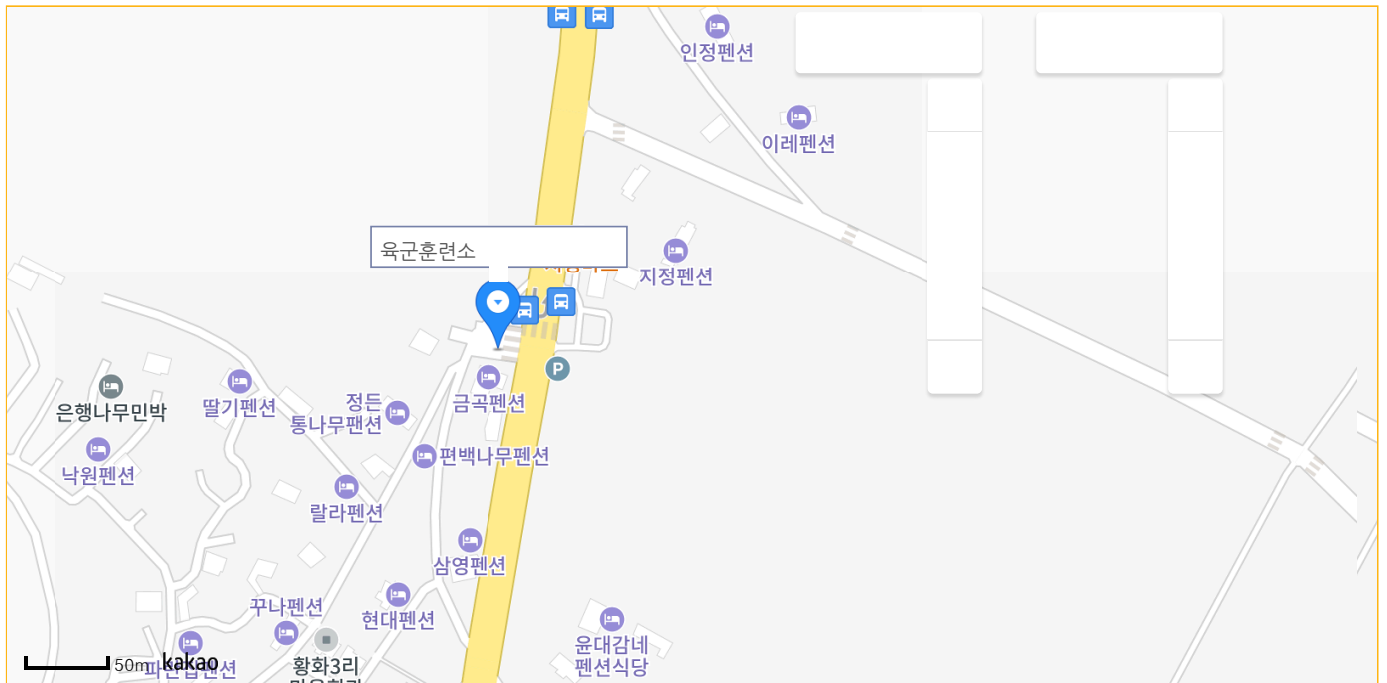 인정펜션
이레펜션
육군훈련소
지정펜션
P
은행나무민박
딸기펜션
정든
통나무팬션
금곡펜션
낙원펜션
편백나무펜션
랄라펜션
삼영펜션
꾸나펜션
현대펜션
윤대감네
펜션식당
황화3리
50m
kakao